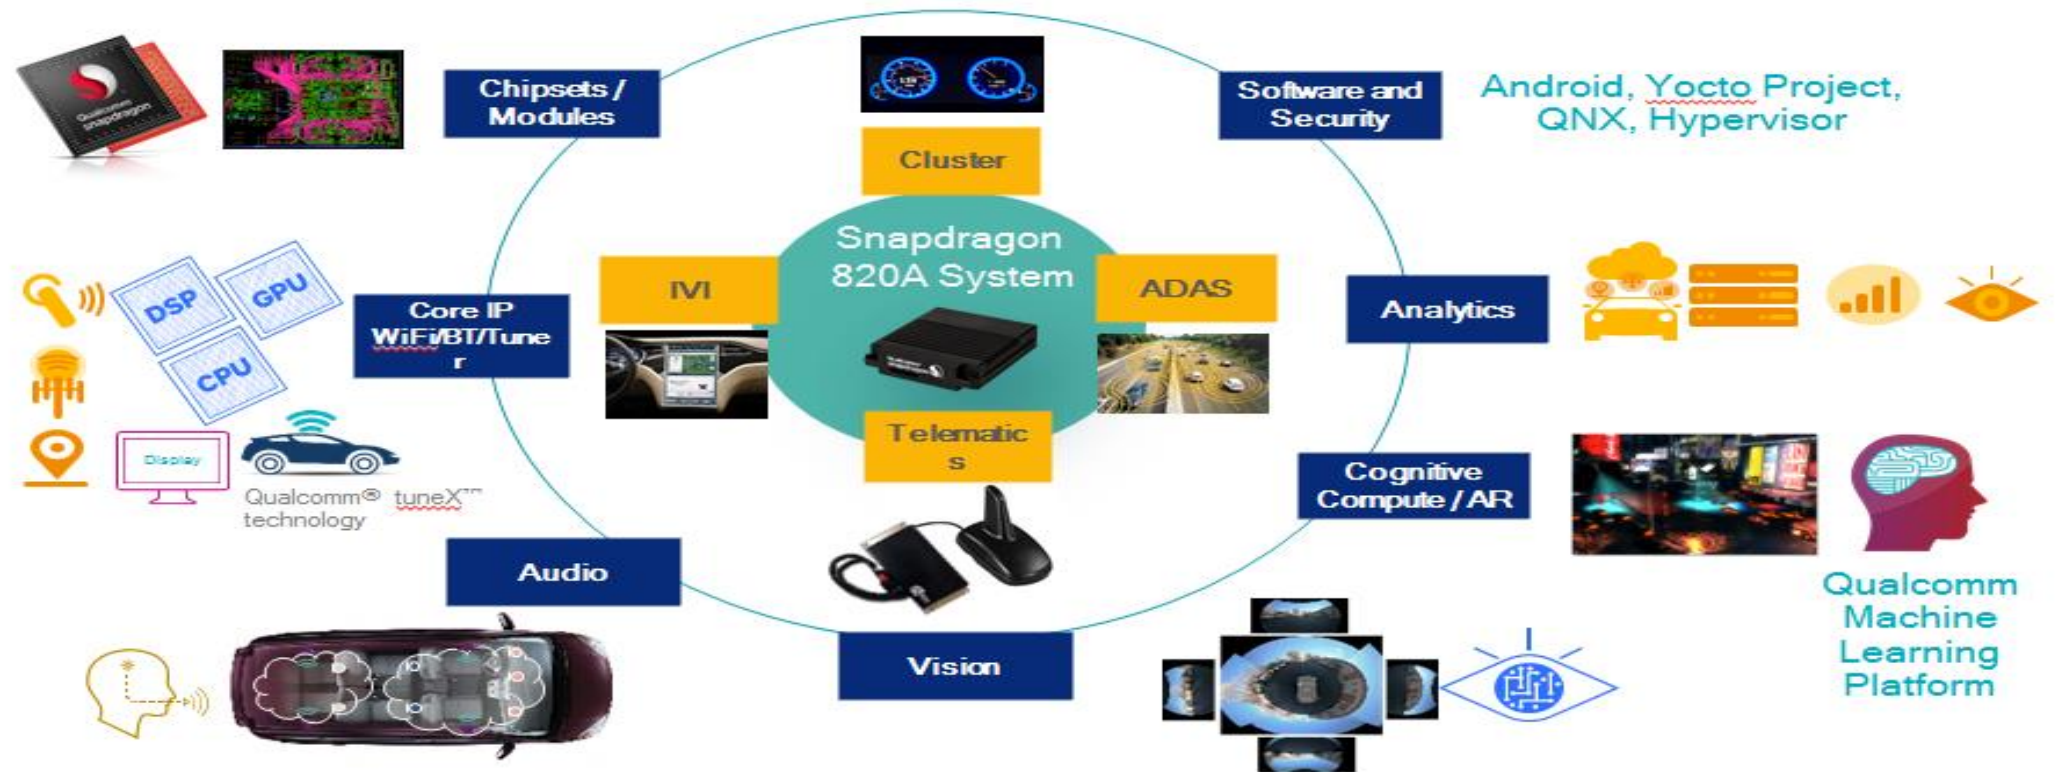 Qualcomm
snapdragon
Chipsets /
Modules
Cluster
Software and
Security
Android, Yocto Project,
QNX, Hypervisor
Snapdragon
820A System
IVI
ADAS
Core IP
WiFi/BT/Tune
r
Analytics
DSP
GPU
CPU
Display
Qualcomm® tuneX™
technology
Telematic
s
Cognitive
Compute / AR
Audio
Vision
Qualcomm
Machine
Learning
Platform